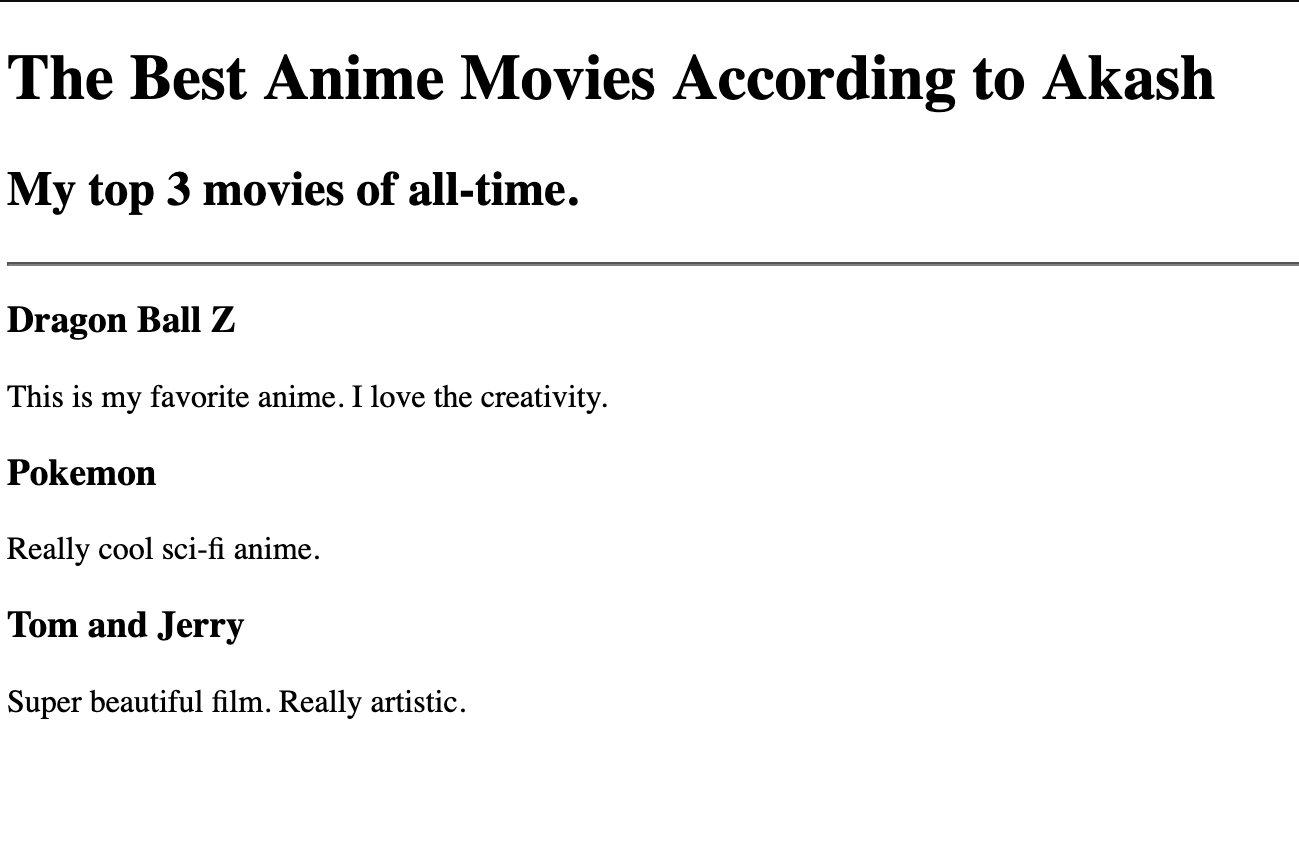 The Best Anime Movies According to Akash
My top 3 movies of all-time.
Dragon Ball Z
This is my favorite anime. I love the creativity.
Pokemon
Really cool sci-fi anime.
Tom and Jerry
Super beautiful film. Really artistic.